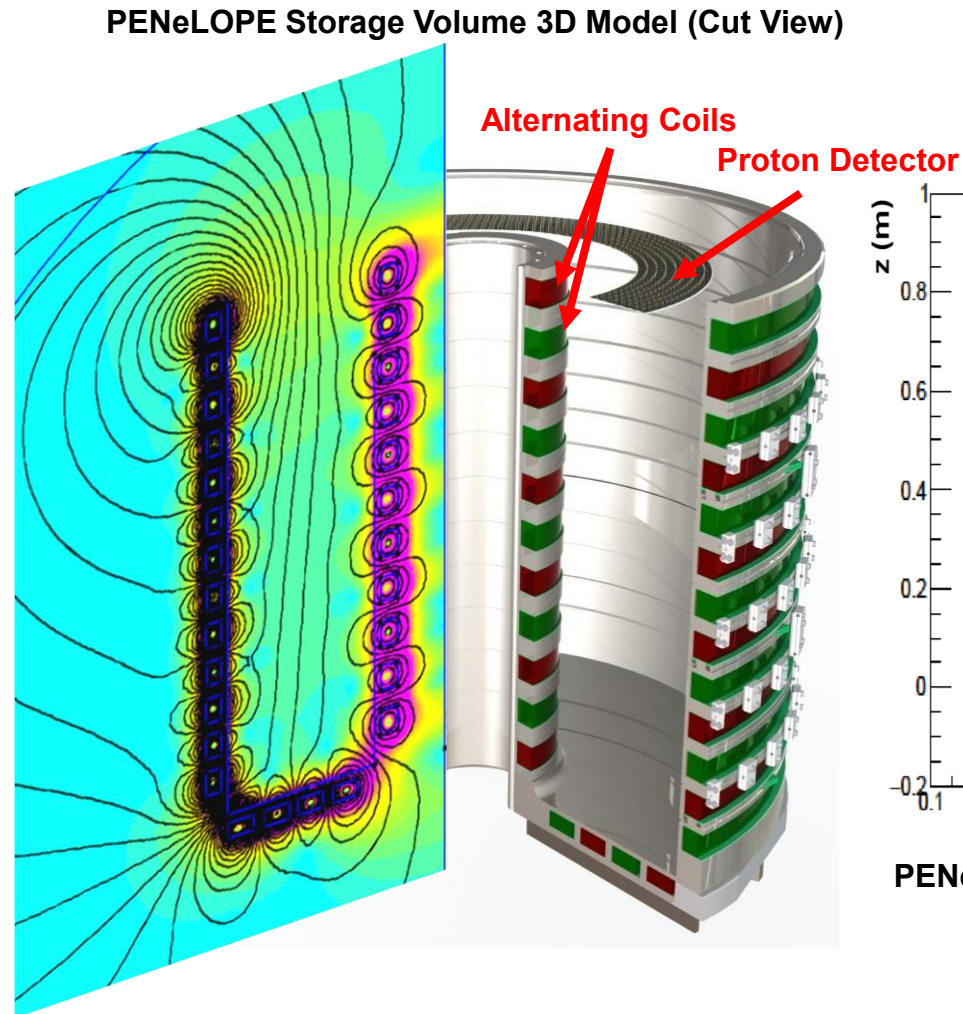 PENeLOPE Storage Volume 3D Model (Cut View)
Alternating Coils
Proton Detector
z (m)
1
0.8
0.6
0.4
0.2
0
−0.2
0.1
PENe